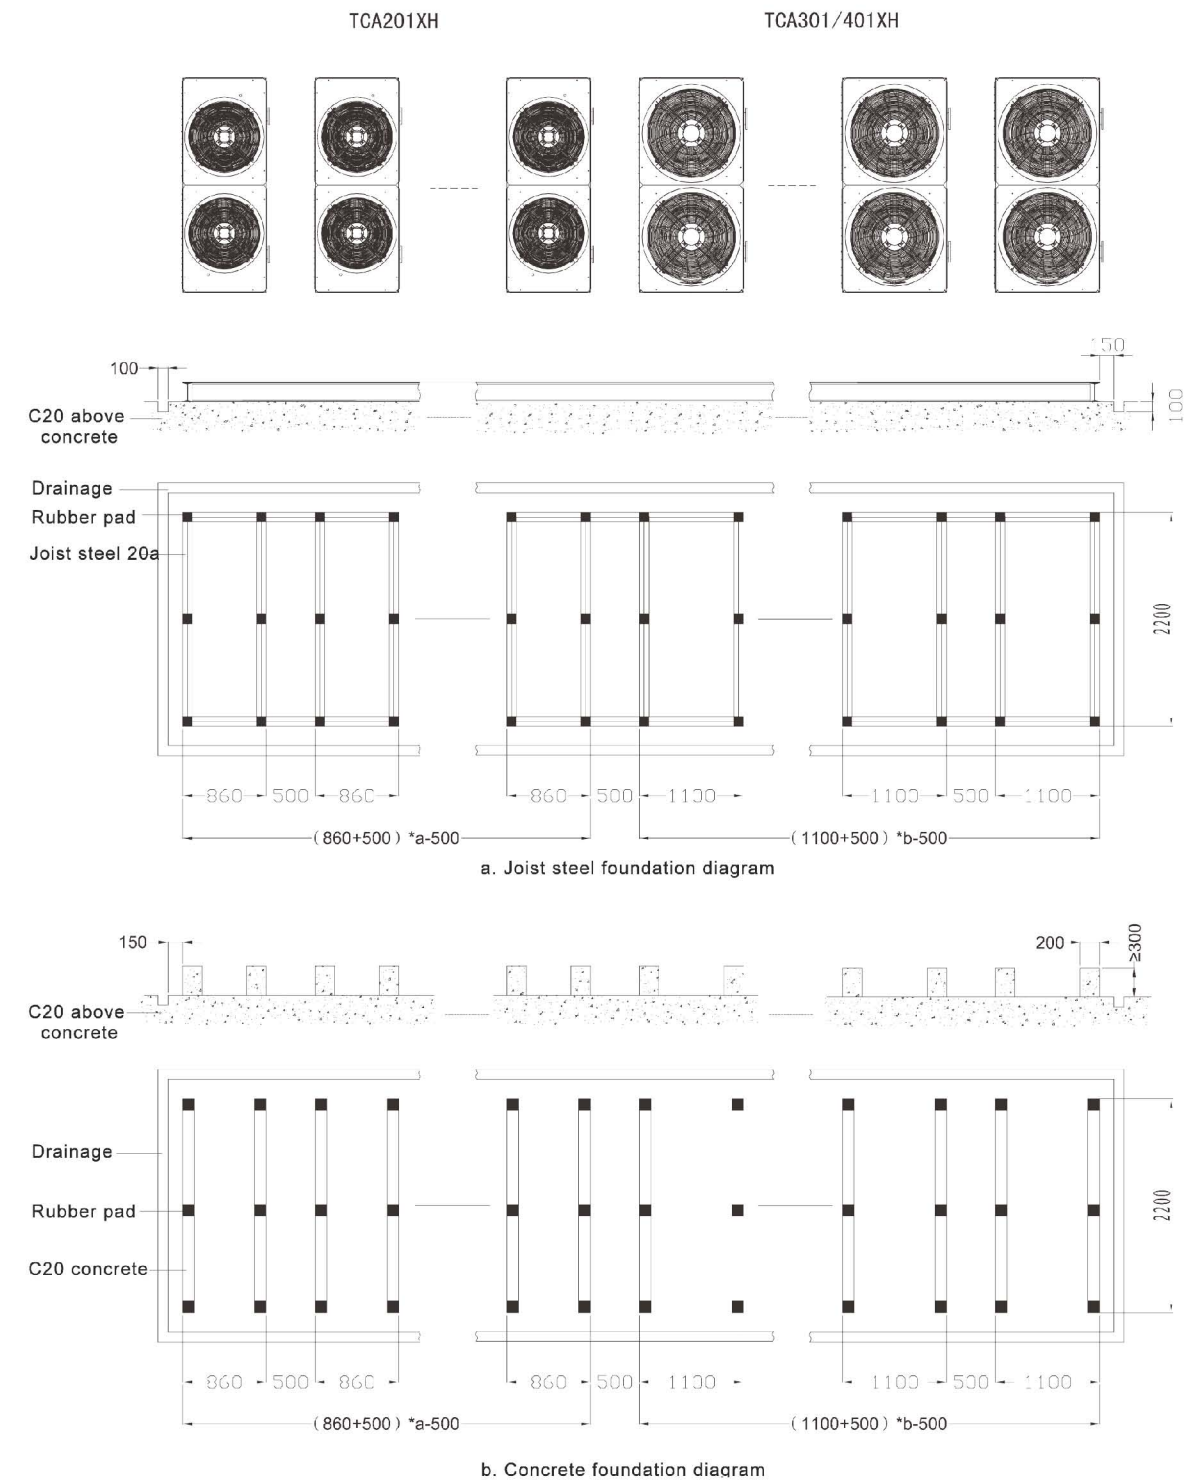 TCA201XH
TCA301/401XH
100
150
C20 above
concrete
100
Drainage
Rubber pad
Joist steel 20a
2200
860 500 860 860 500 1100 1100 500 1100
(860+500) *a-500
(1100+500) *b-500
a. Joist steel foundation diagram
150
200
≥300
C20 above
concrete
Drainage
Rubber pad
C20 concrete
2200
860 500 860 860 500 1100 1100 500 1100
(860+500) *a-500
(1100+500) *b-500
b. Concrete foundation diagram